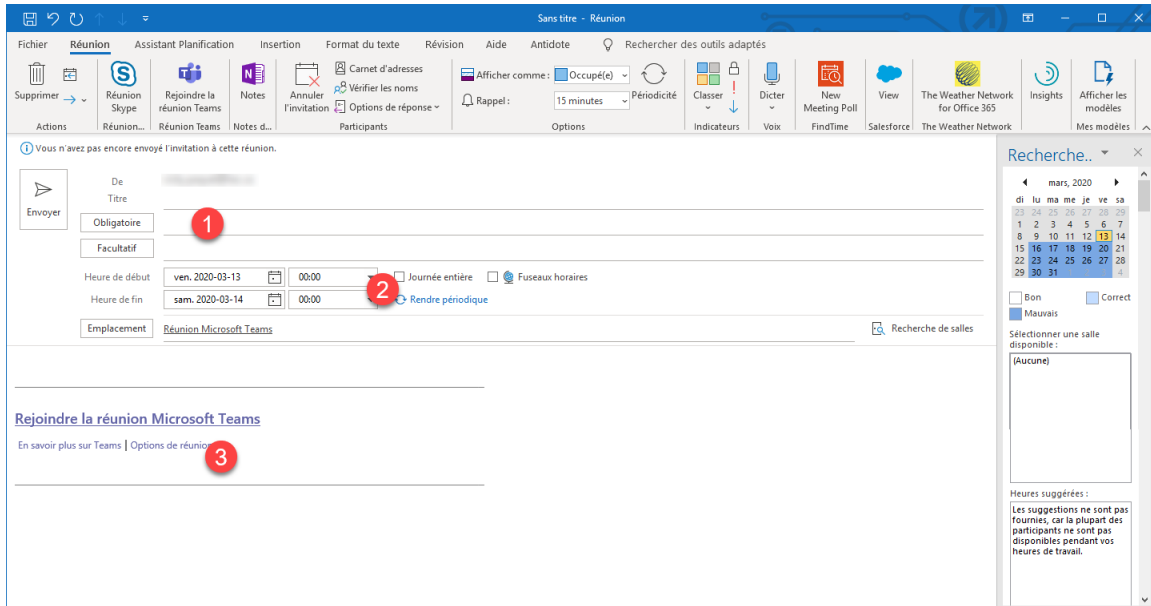 Sans titre - Réunion
Fichier Réunion Assistant Planification Insertion Format du texte Révision Aide Antidote Rechercher des outils adaptés
Supprimer
Actions
Réunion Skype
Réunion...
Rejoindre la réunion Teams
Réunion Teams
Notes
Notes d...
Annuler l'invitation
Carnet d'adresses
Vérifier les noms
Options de réponse
Participants
Afficher comme : Occupé(e)
Rappel : 15 minutes
Périodicité
Options
Classer
Indicateurs
Dicter
Voix
New Meeting Poll
FindTime
View
Salesforce
The Weather Network for Office 365
The Weather Network
Insights
Afficher les modèles
Mes modèles
Vous n'avez pas encore envoyé l'invitation à cette réunion.
Envoyer
De
Titre
Obligatoire
1
Facultatif
Heure de début ven. 2020-03-13 00:00 Journée entière Fuseaux horaires
2
Heure de fin sam. 2020-03-14 00:00 Rendre périodique
Emplacement Réunion Microsoft Teams Recherche de salles
Rejoindre la réunion Microsoft Teams
En savoir plus sur Teams | Options de réunion
3
Recherche..
mars, 2020
di lu ma me je ve sa
23 24 25 26 27 28 29
1 2 3 4 5 6 7
8 9 10 11 12 13 14
15 16 17 18 19 20 21
22 23 24 25 26 27 28
29 30 31 4
Bon Correct
Mauvais
Sélectionner une salle
disponible :
(Aucune)
Heures suggérées :
Les suggestions ne sont pas
fournies, car la plupart des
participants ne sont pas
disponibles pendant vos
heures de travail.